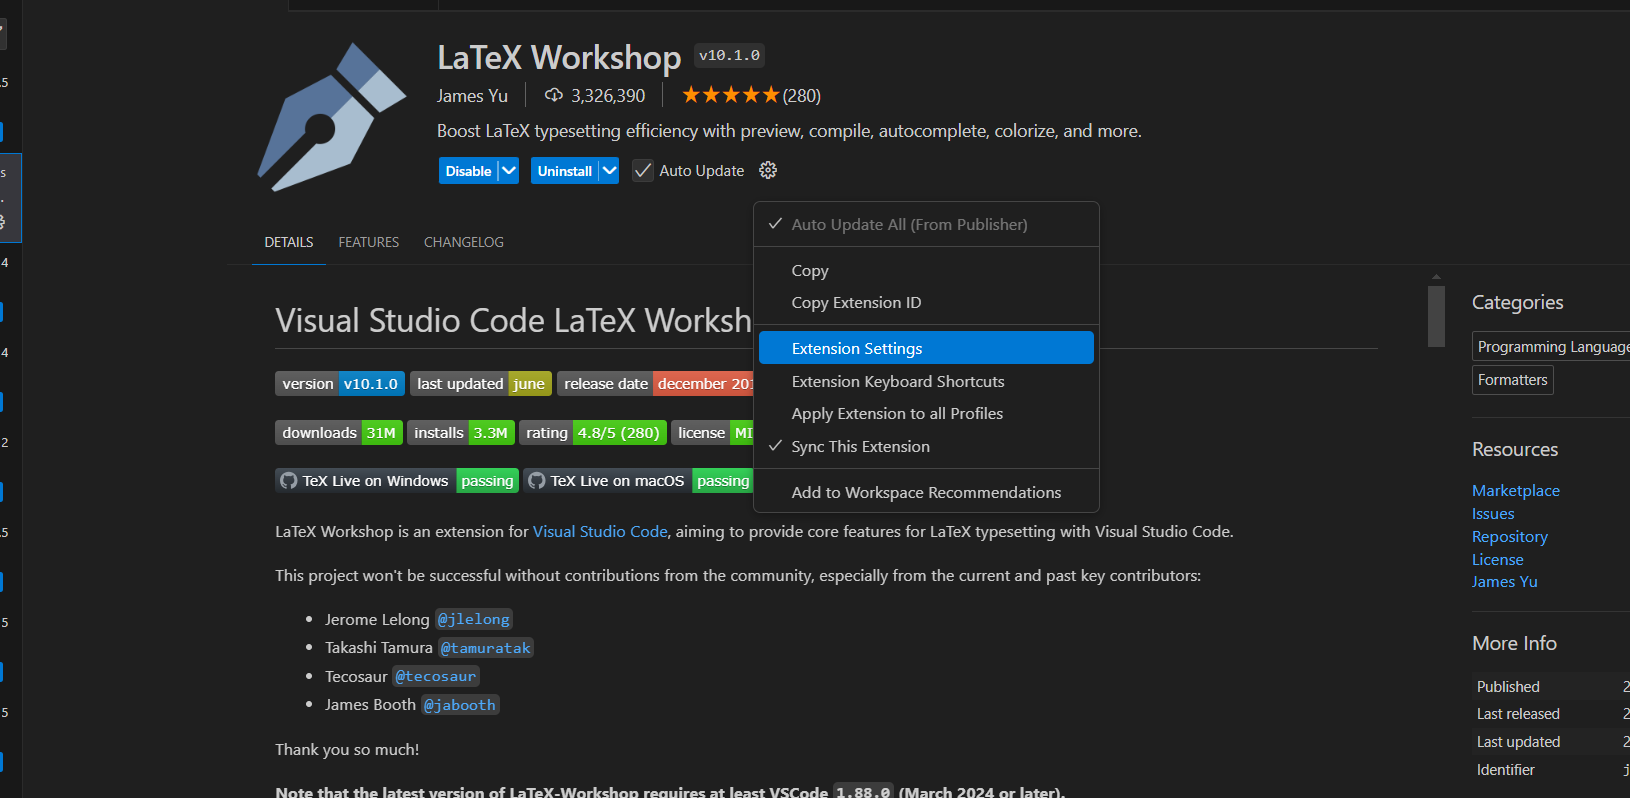 LaTeX Workshop v10.1.0
James Yu 3,326,390 (280)
Boost LaTeX typesetting efficiency with preview, compile, autocomplete, colorize, and more.
Disable Uninstall Auto Update
DETAILS FEATURES CHANGELOG
Auto Update All (From Publisher)
Copy
Copy Extension ID
Extension Settings
Extension Keyboard Shortcuts
Apply Extension to all Profiles
Sync This Extension
Add to Workspace Recommendations
Visual Studio Code LaTeX Worksh
version v10.1.0 last updated june release date december 201
downloads 31M installs 3.3M rating 4.8/5 (280) license MI
TeX Live on Windows passing TeX Live on macOS passing
LaTeX Workshop is an extension for Visual Studio Code, aiming to provide core features for LaTeX typesetting with Visual Studio Code.
This project won't be successful without contributions from the community, especially from the current and past key contributors:
• Jerome Lelong @jlelong
• Takashi Tamura @tamuratak
• Tecosaur @tecosaur
• James Booth @jabooth
Thank you so much!
Note that the latest version of LaTeX-Workshop requires at least VSCode 1.88.0 (March 2024 or later).
Categories
Programming Language
Formatters
Resources
Marketplace
Issues
Repository
License
James Yu
More Info
Published 2
Last released 2
Last updated 2
Identifier j